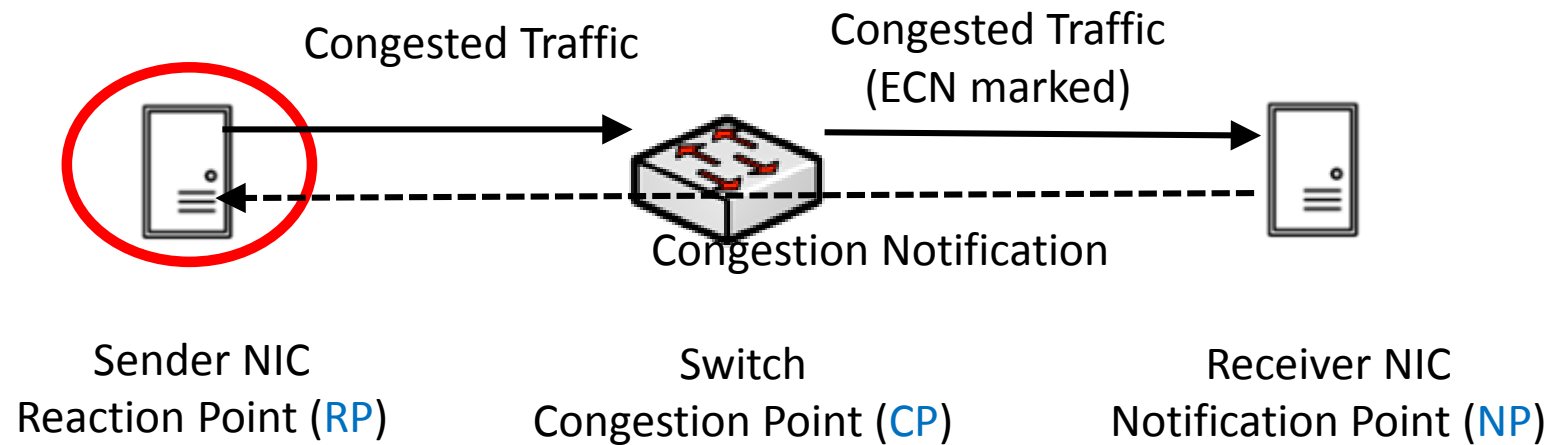 Congested Traffic
Congested Traffic
(ECN marked)
Congestion Notification
Sender NIC
Reaction Point (RP)
Switch
Congestion Point (CP)
Receiver NIC
Notification Point (NP)